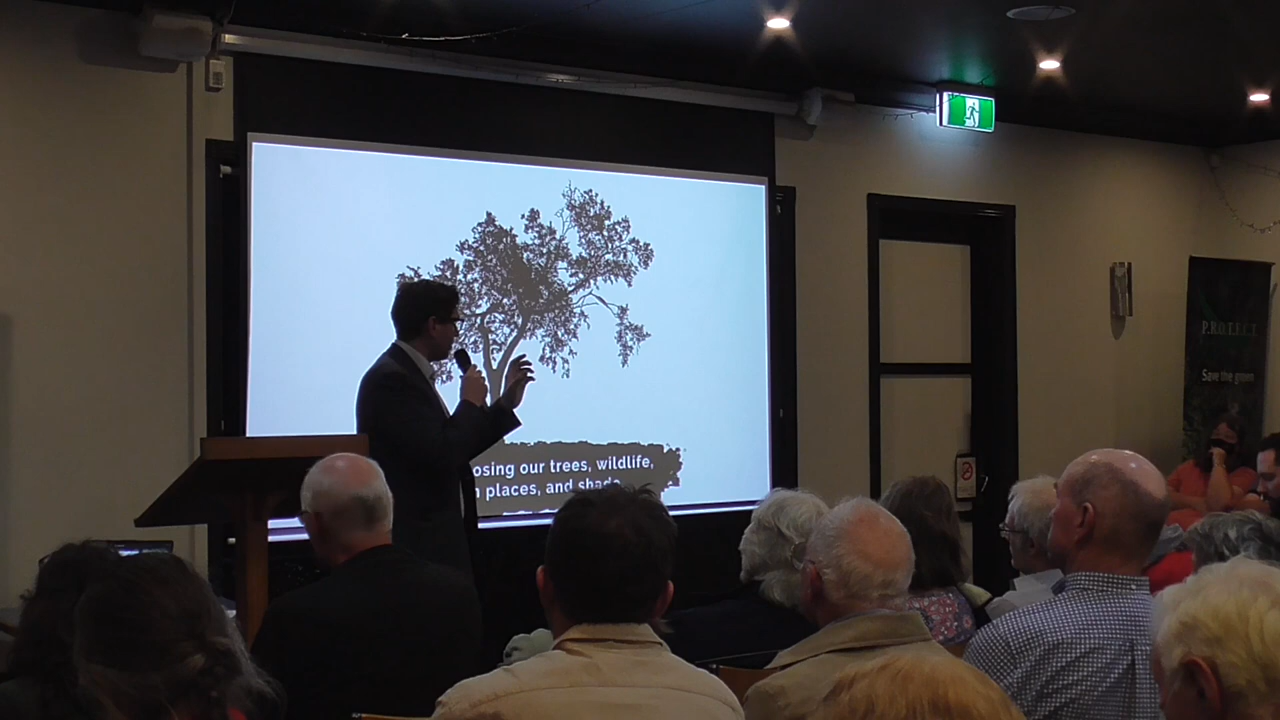 osing our trees, wildlife,
places, and shade
P.R.O.T.E.C.T.
Save the green